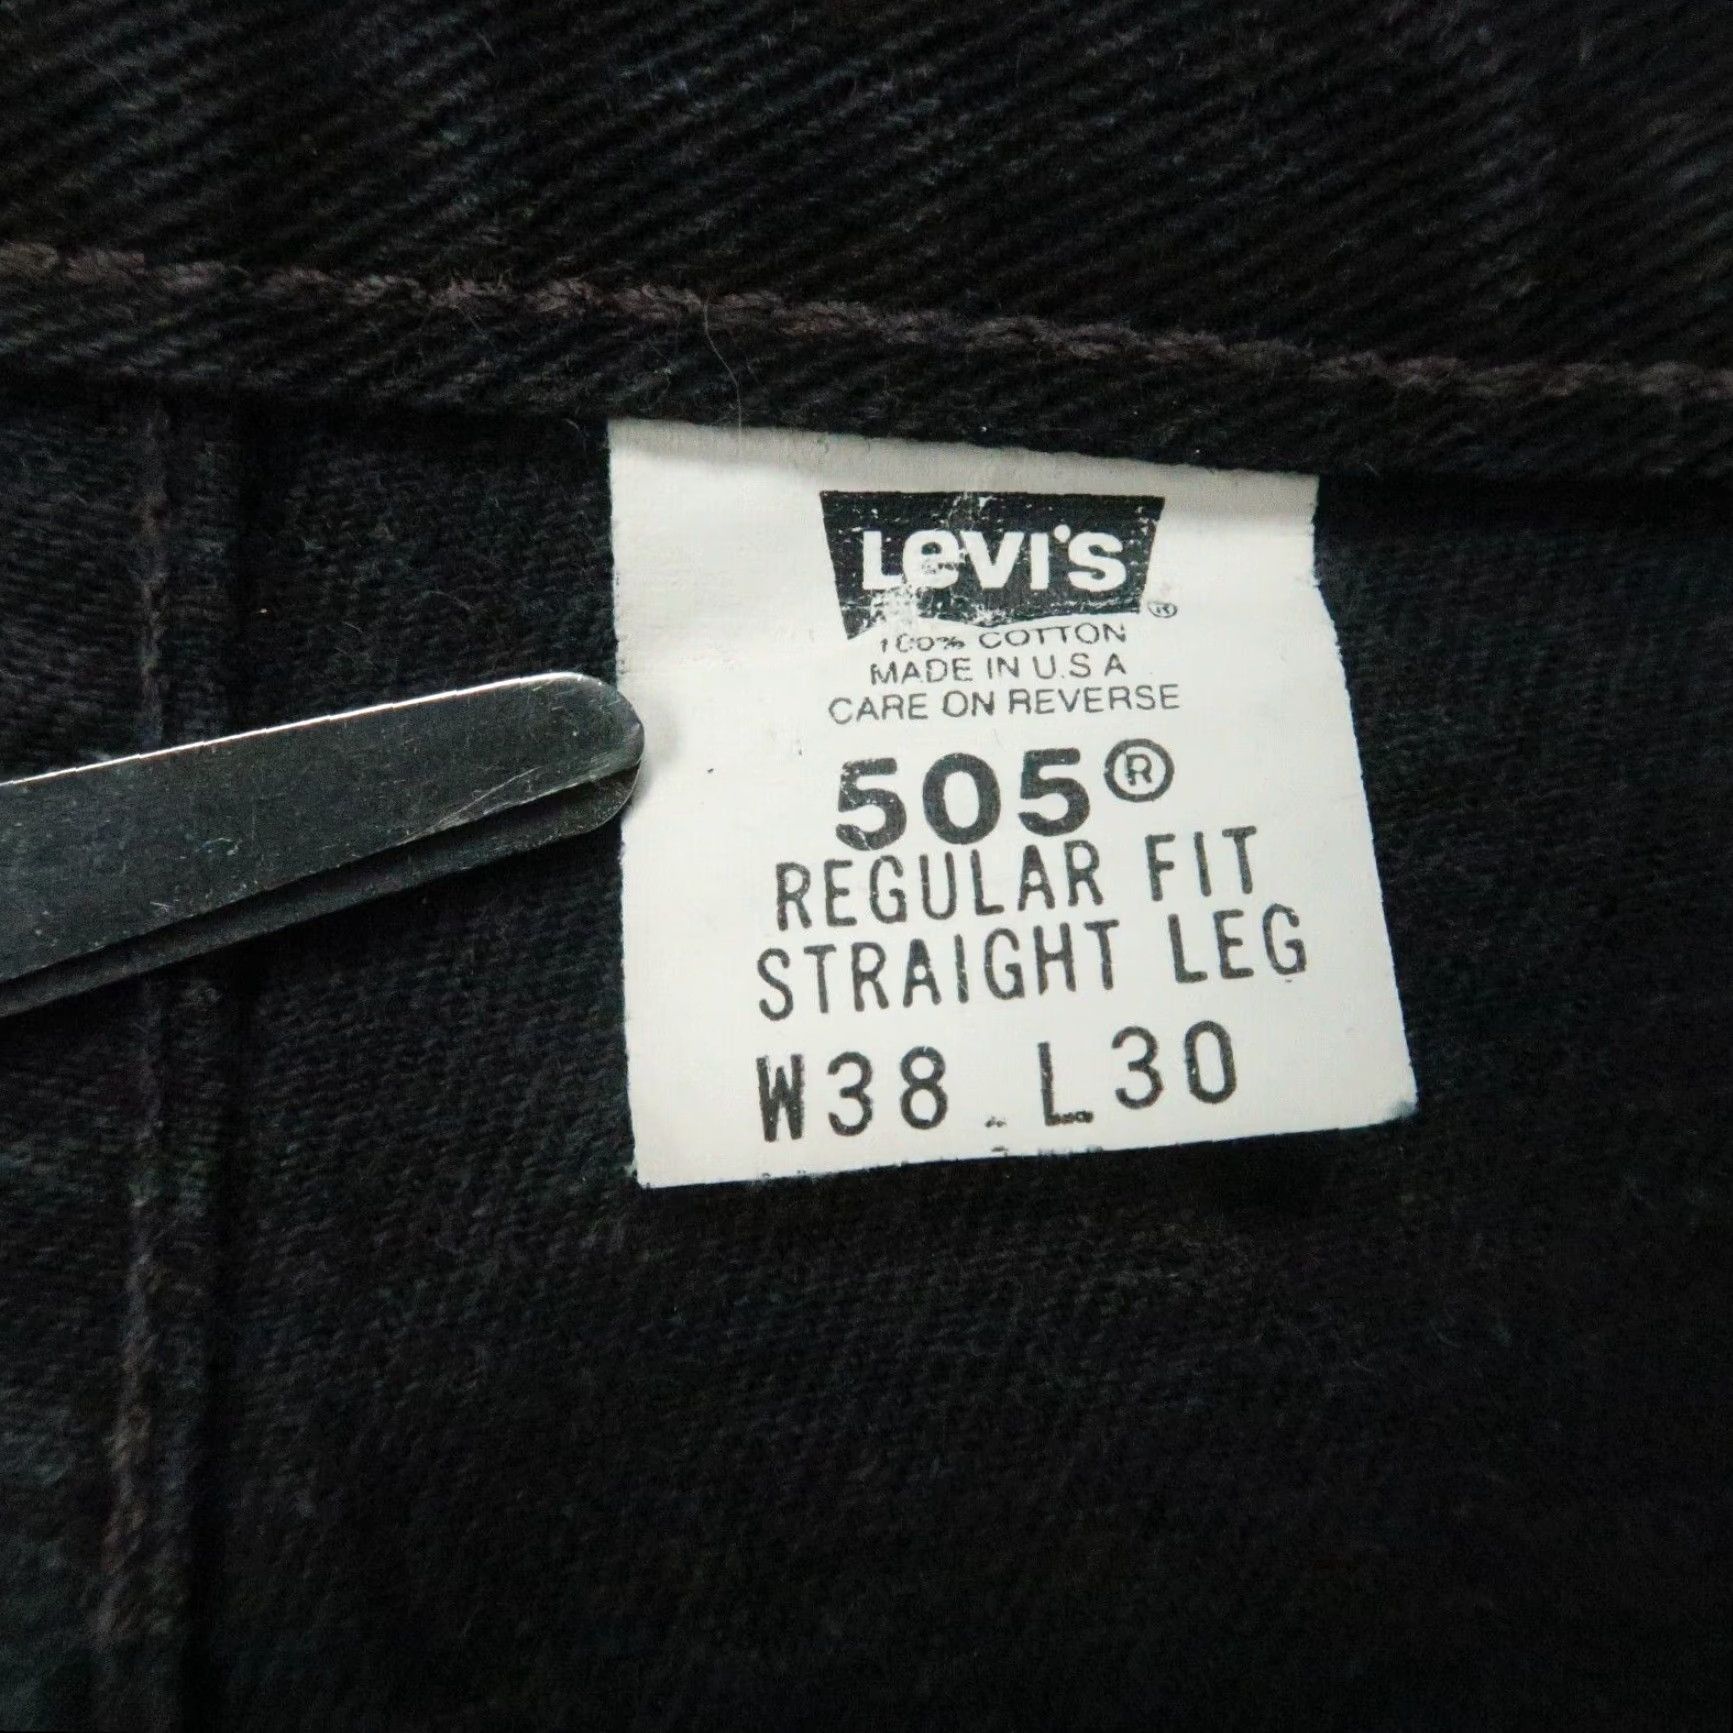 LEVI'S ®
100% COTTON
MADE IN U.S A
CARE ON REVERSE
505®
REGULAR FIT
STRAIGHT LEG
W38 L30